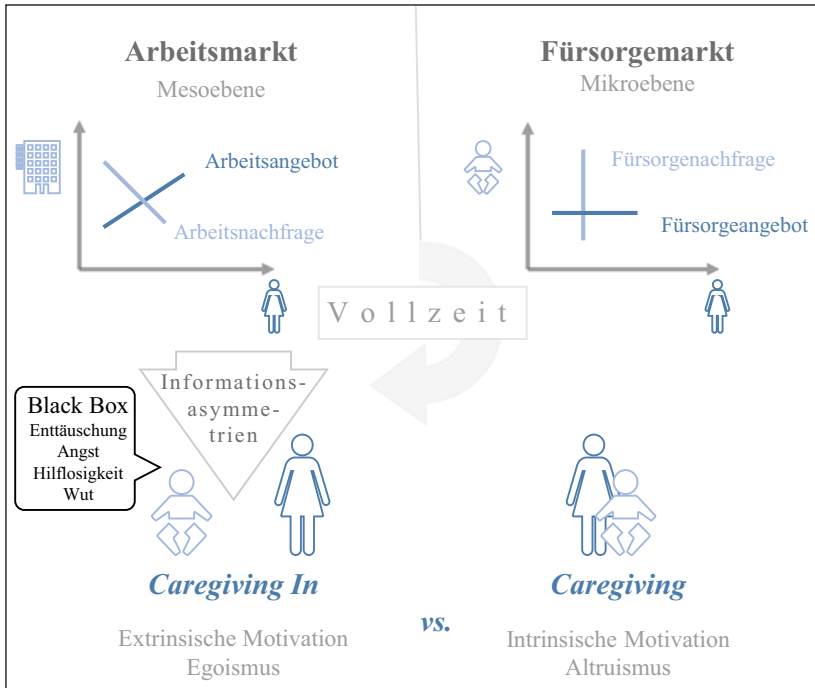 Arbeitsmarkt
Mesoebene
Arbeitsangebot
Arbeitsnachfrage
Fürsorgemarkt
Mikroebene
Fürsorgenachfrage
Fürsorgeangebot
Vollzeit
Informations-
asymme-
trien
Black Box
Enttäuschung
Angst
Hilflosigkeit
Wut
Caregiving In
vs.
Caregiving
Extrinsische Motivation
Egoismus
Intrinsische Motivation
Altruismus